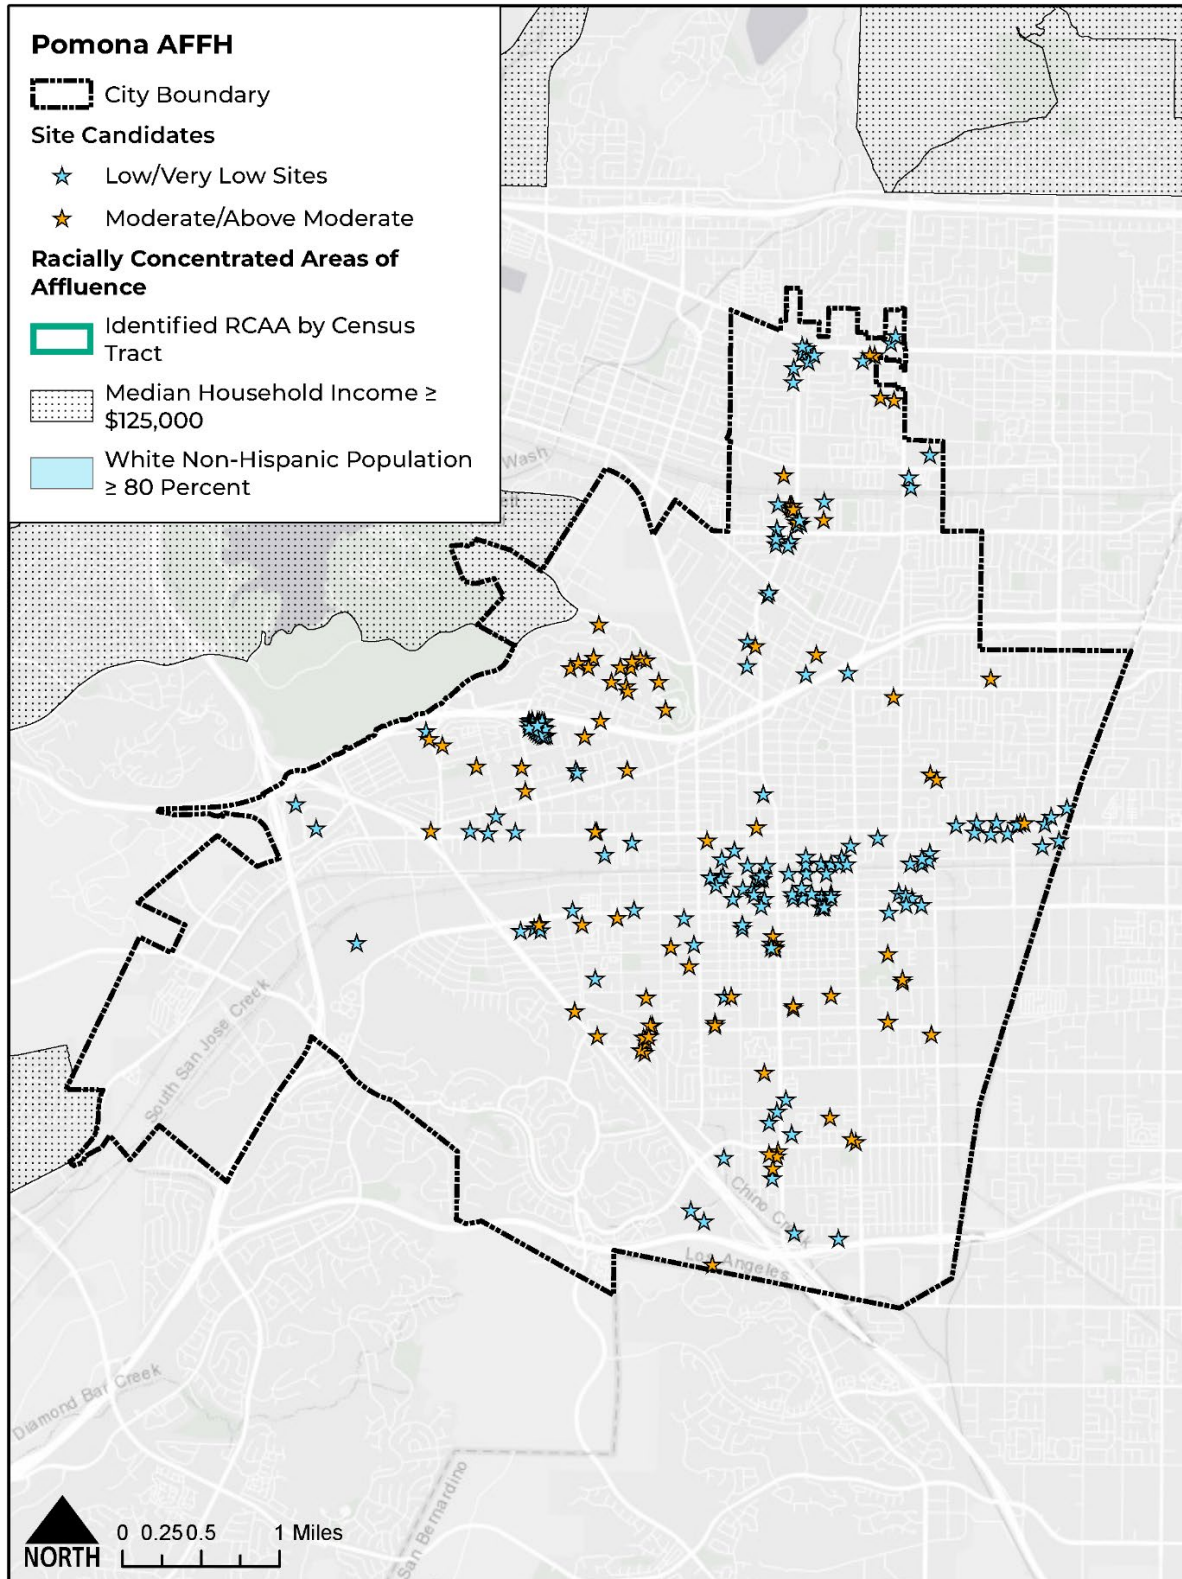 Pomona AFFH
City Boundary
Site Candidates
Low/Very Low Sites
Moderate/Above Moderate
Racially Concentrated Areas of
Affluence
Identified RCAA by Census
Tract
Median Household Income ≥
$125,000
White Non-Hispanic Population
≥ 80 Percent
Wash
South San Jose Creek
Chino Creek
Los Angeles
Diamond Bar Creek
San Bernardino
NORTH
0 0.25 0.5 1 Miles